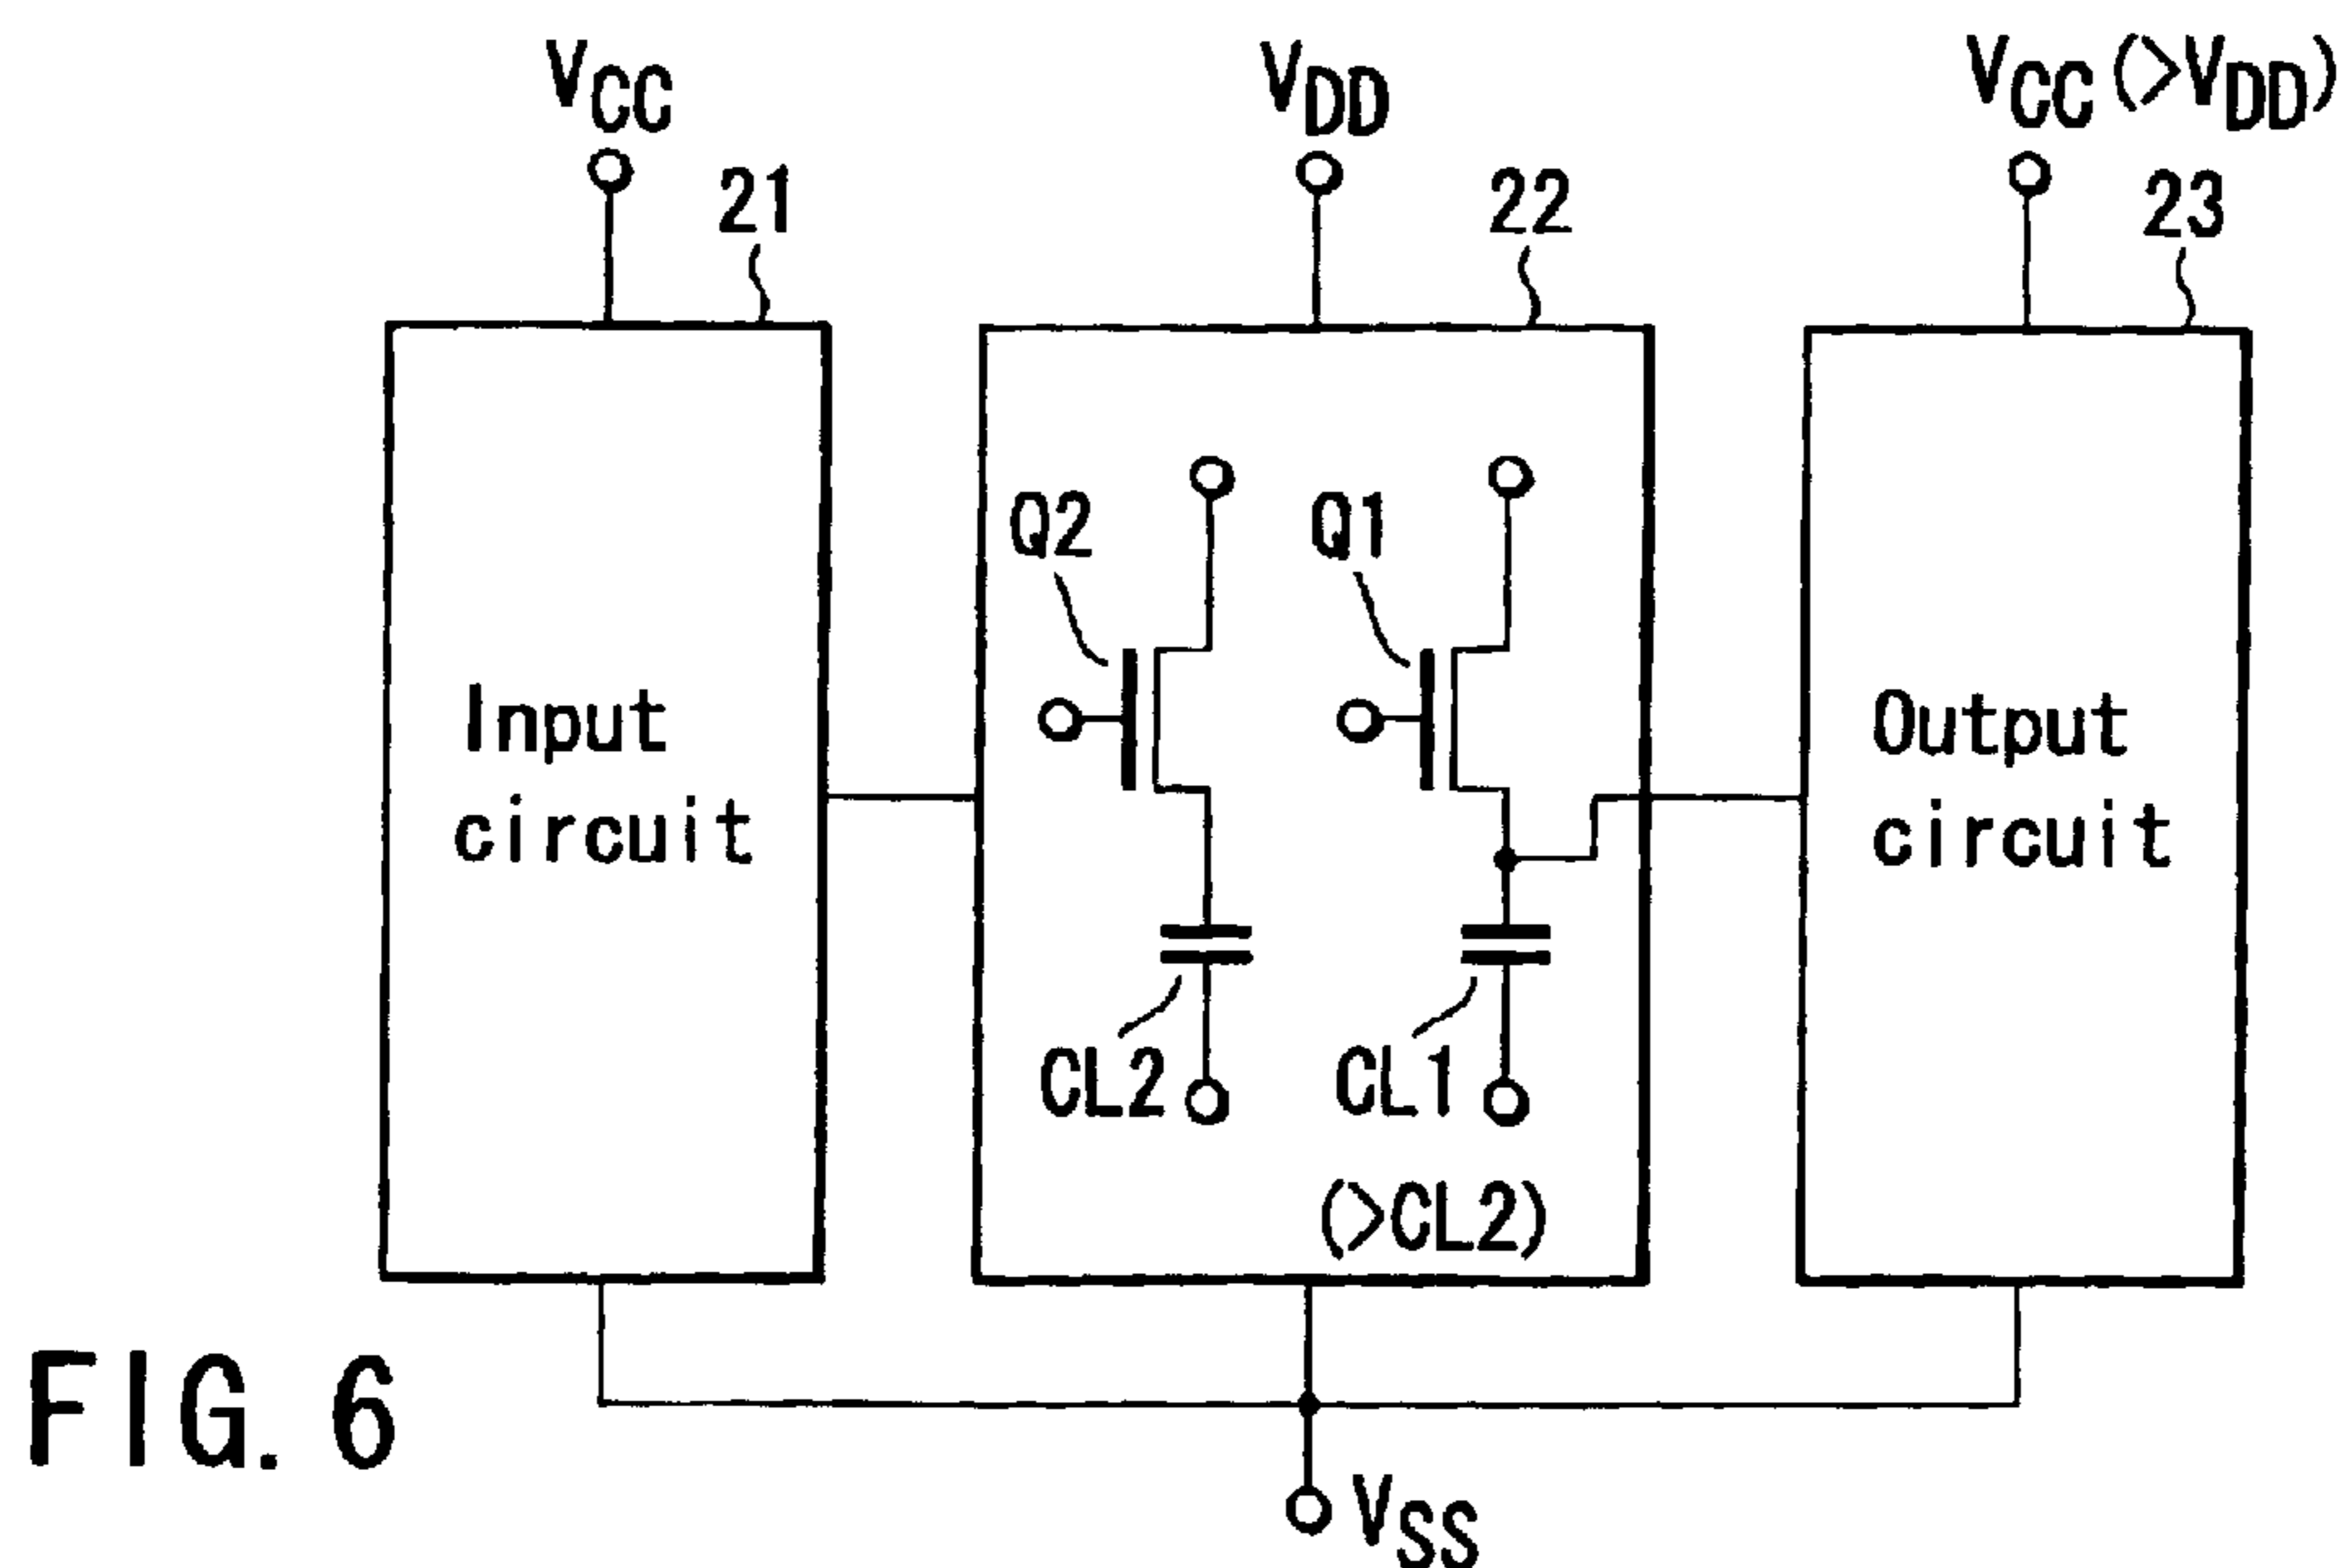 VCC
VDD
VCC (>VDD)
21
22
23
Q2
Q1
Input
circuit
Output
circuit
CL2
CL1
(>CL2)
FIG. 6
VSS